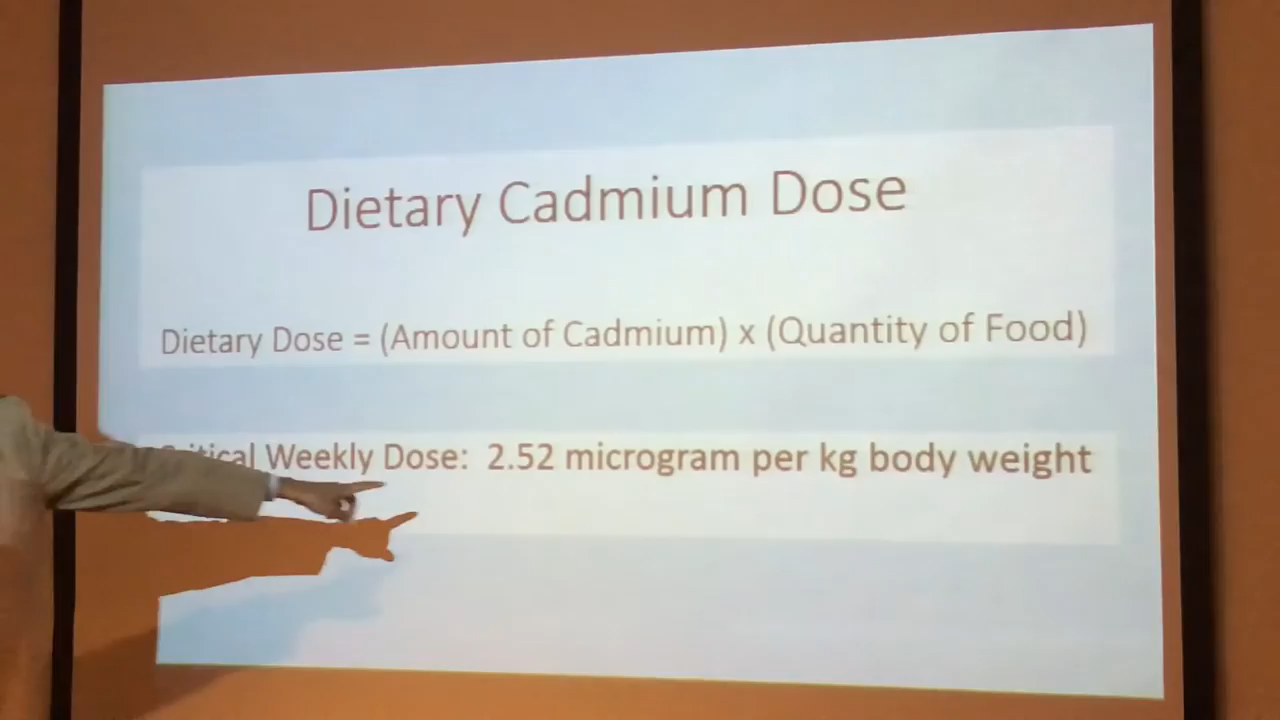 Dietary Cadmium Dose
Dietary Dose = (Amount of Cadmium) x (Quantity of Food)
Weekly Dose: 2.52 microgram per kg body weight